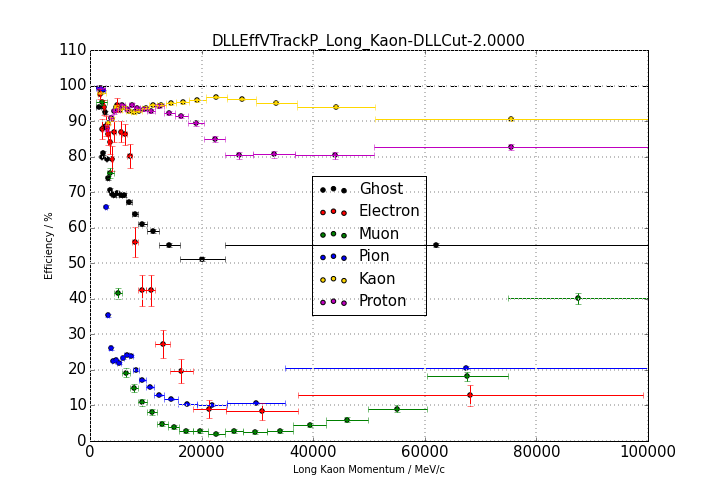 DLLEffVTrackP_Long_Kaon-DLLCut-2.0000
110
100
90
80
70
60
50
40
30
20
10
0
Efficiency / %
Ghost
Electron
Muon
Pion
Kaon
Proton
0 20000 40000 60000 80000 100000
Long Kaon Momentum / MeV/c